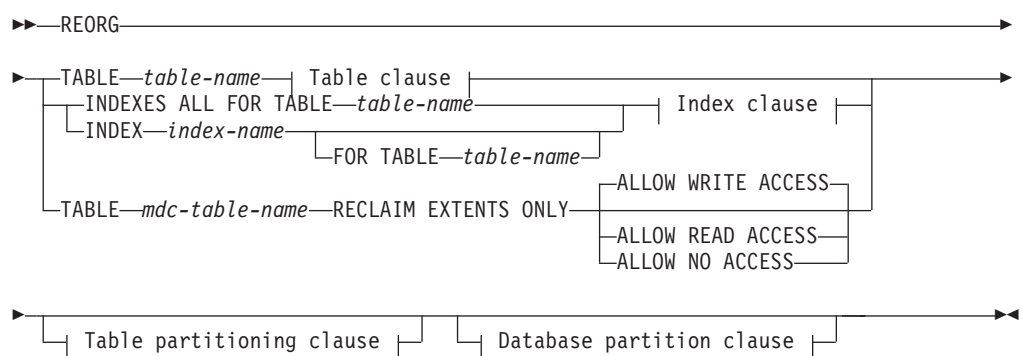 REORG
TABLE table-name Table clause
INDEXES ALL FOR TABLE table-name Index clause
INDEX index-name
FOR TABLE table-name
ALLOW WRITE ACCESS
TABLE mdc-table-name RECLAIM EXTENTS ONLY
ALLOW READ ACCESS
ALLOW NO ACCESS
Table partitioning clause Database partition clause